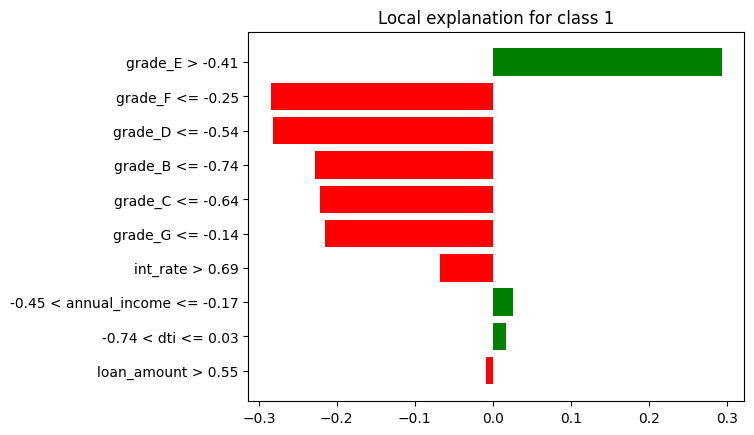 Local explanation for class 1
grade_E > -0.41
grade_F <= -0.25
grade_D <= -0.54
grade_B <= -0.74
grade_C <= -0.64
grade_G <= -0.14
int_rate > 0.69
-0.45 < annual_income <= -0.17
-0.74 < dti <= 0.03
loan_amount > 0.55
−0.3 −0.2 −0.1 0.0 0.1 0.2 0.3